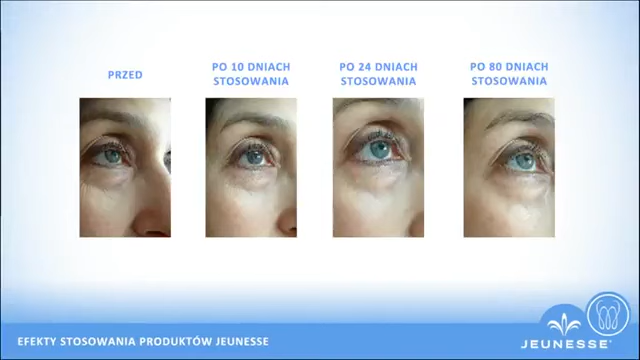 PRZED
PO 10 DNIACH
STOSOWANIA
PO 24 DNIACH
STOSOWANIA
PO 80 DNIACH
STOSOWANIA
EFEKTY STOSOWANIA PRODUKTÓW JEUNESSE
JEUNESSE